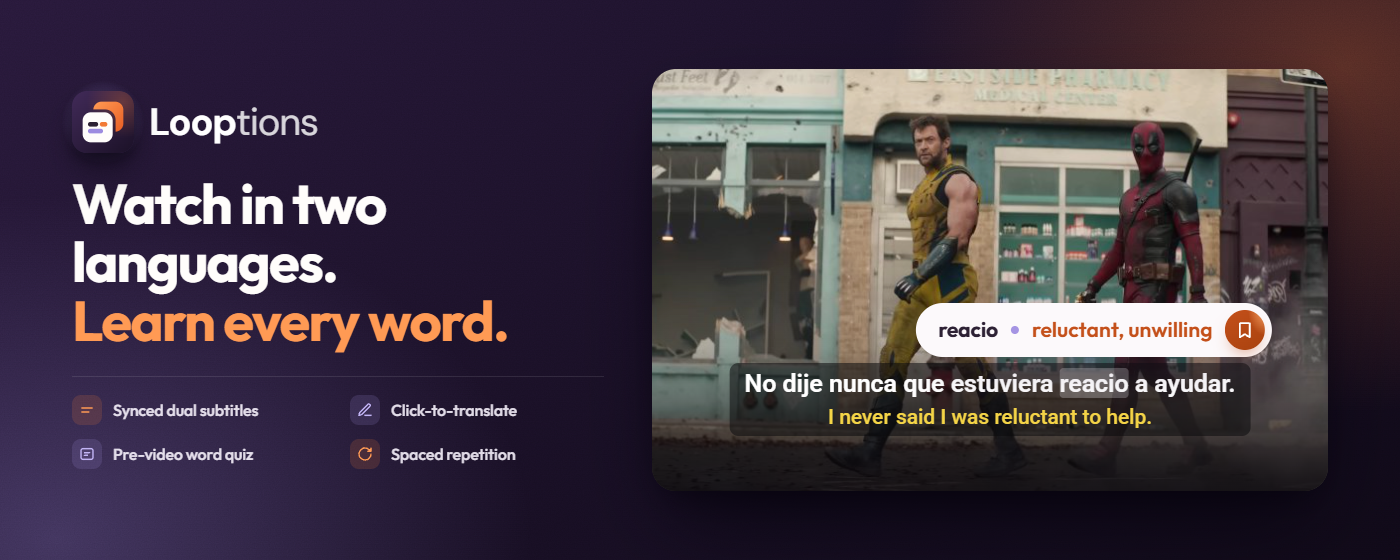 Looptions
Watch in two
languages.
Learn every word.
Synced dual subtitles
Click-to-translate
Pre-video word quiz
Spaced repetition
Feet
EASTSIDE PHARMACY
MEDICAL CENTER
reacio • reluctant, unwilling
No dije nunca que estuviera reacio a ayudar.
I never said I was reluctant to help.